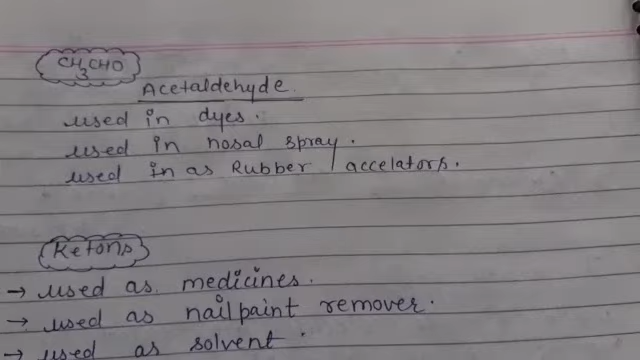 CH3CHO
Acetaldehyde.
used in dyes.
used in nosal spray.
used in as Rubber accelators.
Ketons
→ used as medicines.
→ used as nailpaint remover.
→ used as solvent.